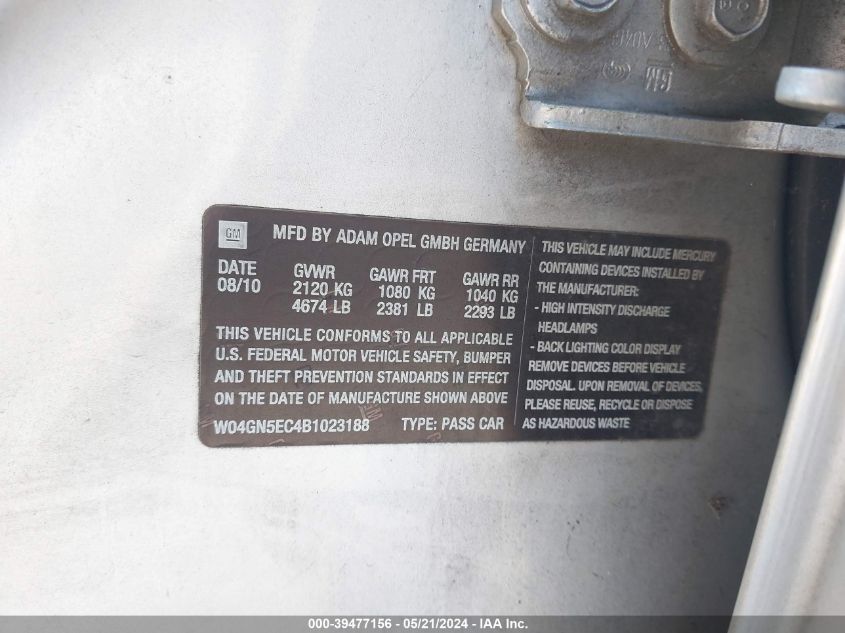 GM
GM
MFD BY ADAM OPEL GMBH GERMANY
DATE GVWR GAWR FRT GAWR RR
08/10 2120 KG 1080 KG 1040 KG
4674 LB 2381 LB 2293 LB
THIS VEHICLE CONFORMS TO ALL APPLICABLE
U.S. FEDERAL MOTOR VEHICLE SAFETY, BUMPER
AND THEFT PREVENTION STANDARDS IN EFFECT
ON THE DATE OF MANUFACTURE SHOWN ABOVE
W04GN5EC4B1023188 TYPE: PASS CAR
THIS VEHICLE MAY INCLUDE MERCURY
CONTAINING DEVICES INSTALLED BY
THE MANUFACTURER:
- HIGH INTENSITY DISCHARGE
HEADLAMPS
- BACK LIGHTING COLOR DISPLAY
REMOVE DEVICES BEFORE VEHICLE
DISPOSAL. UPON REMOVAL OF DEVICES,
PLEASE REUSE, RECYCLE OR DISPOSE
AS HAZARDOUS WASTE
000-39477156 - 05/21/2024 - IAA Inc.